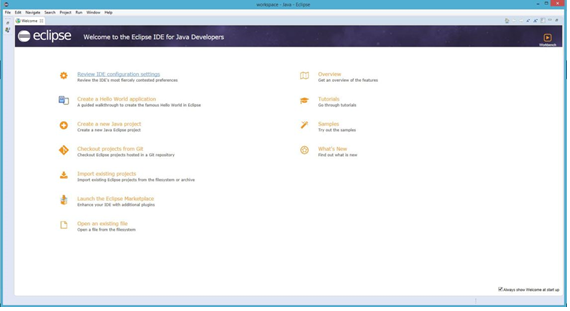 workspace - Java - Eclipse
File Edit Navigate Search Project Run Window Help
Welcome
eclipse Welcome to the Eclipse IDE for Java Developers
Workbench
Review IDE configuration settings
Review the IDE's most fiercely contested preferences
Create a Hello World application
A guided walkthrough to create the famous Hello World in Eclipse
Create a new Java project
Create a new Java Eclipse project
Checkout projects from Git
Checkout Eclipse projects hosted in a Git repository
Import existing projects
Import existing Eclipse projects from the filesystem or archive
Launch the Eclipse Marketplace
Enhance your IDE with additional plugins
Open an existing file
Open a file from the filesystem
Overview
Get an overview of the features
Tutorials
Go through tutorials
Samples
Try out the samples
What's New
Find out what is new
Always show Welcome at start up